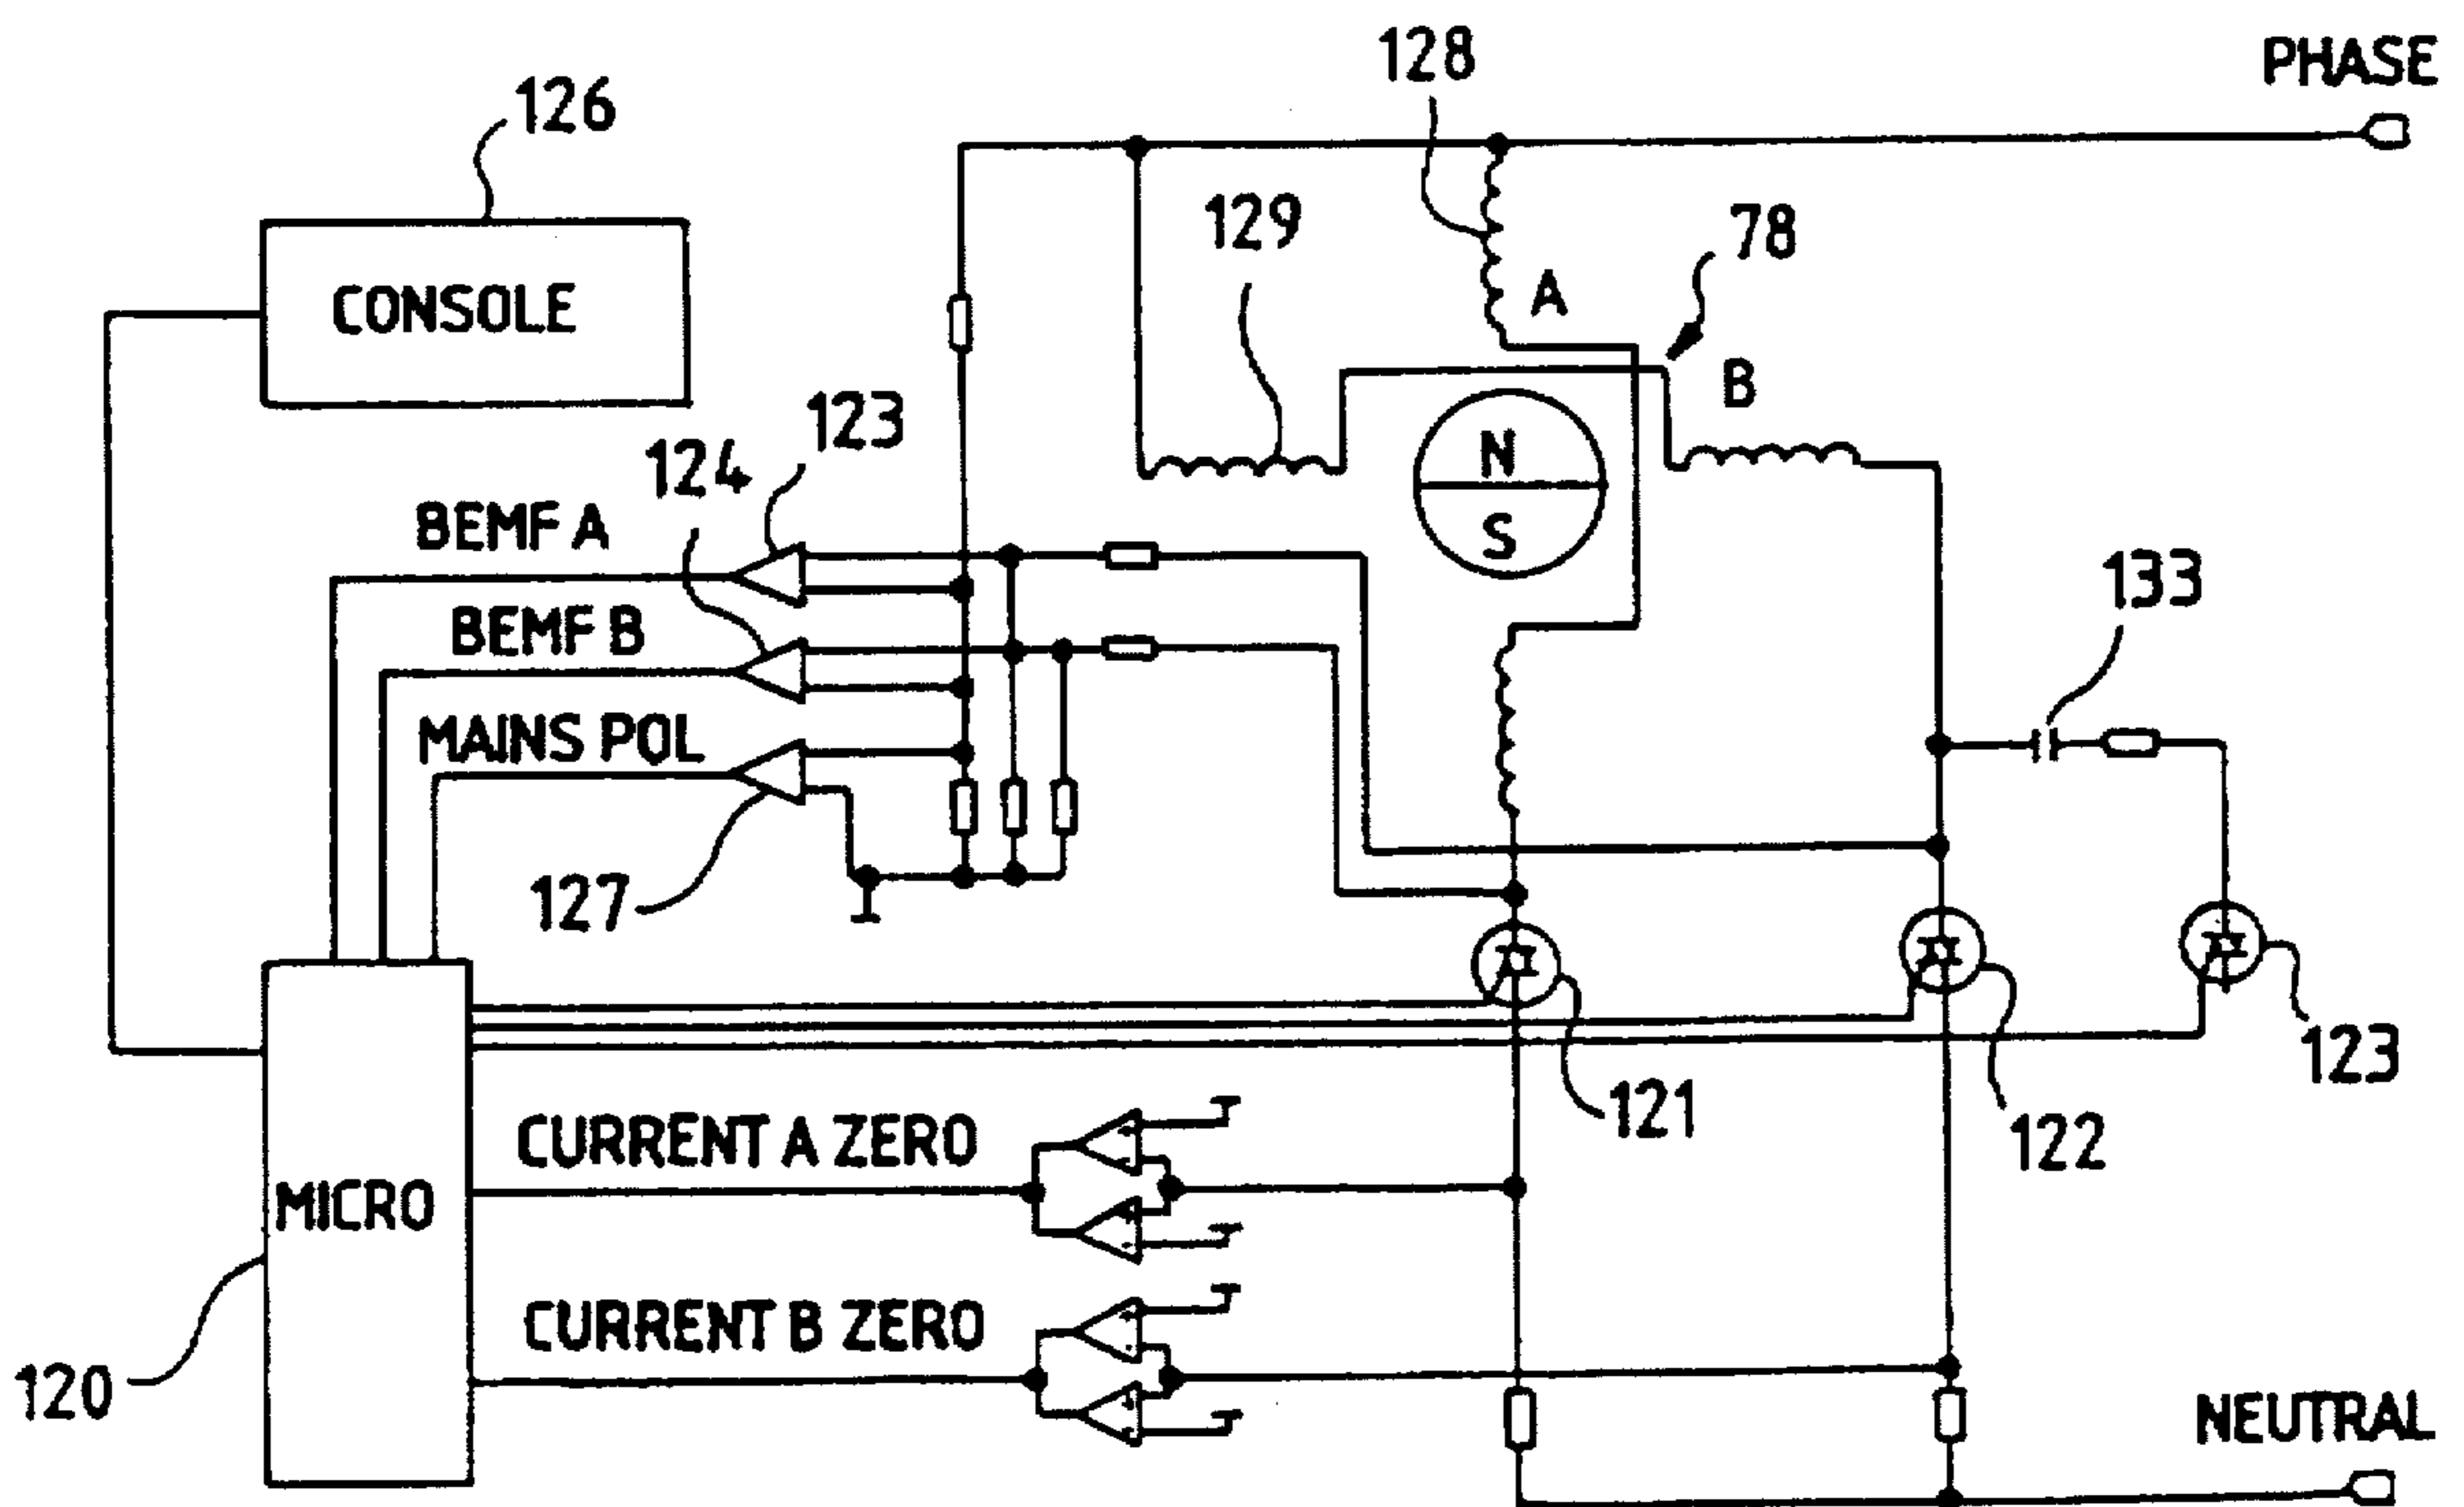 128
PHASE
126
129
78
CONSOLE
A
B
123
124
N
S
BEMF A
BEMF B
133
MAINS POL
127
123
121
122
CURRENT A ZERO
MICRO
CURRENT B ZERO
120
NEUTRAL